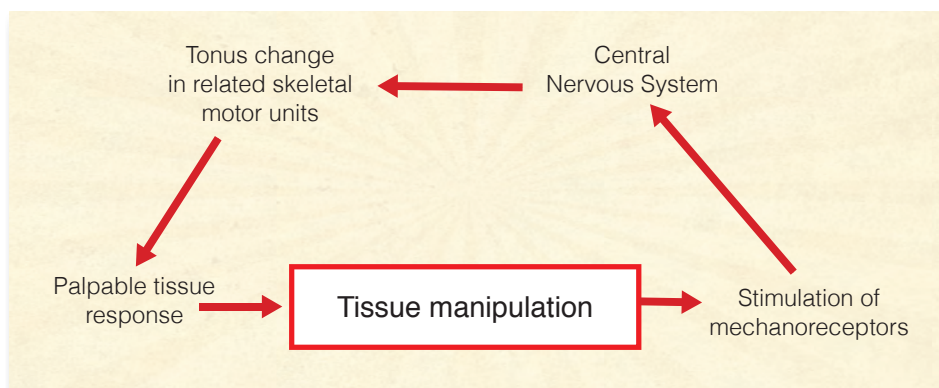 Tonus change
in related skeletal
motor units
Central
Nervous System
Palpable tissue
response
Tissue manipulation
Stimulation of
mechanoreceptors